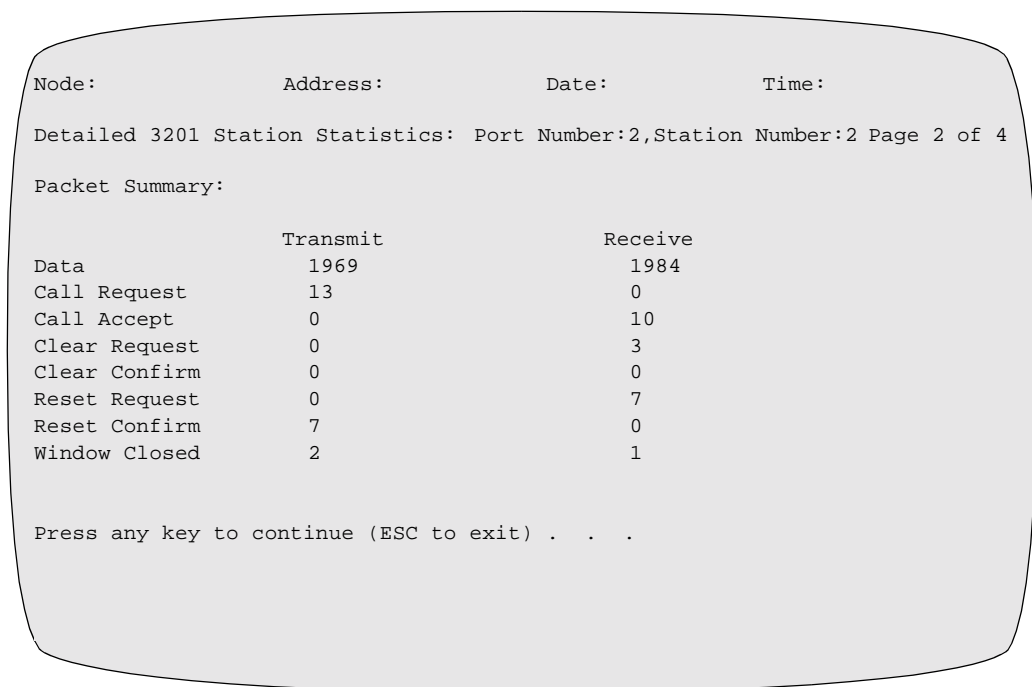 Node: Address: Date: Time:
Detailed 3201 Station Statistics: Port Number:2,Station Number:2 Page 2 of 4
Packet Summary:
Transmit Receive
Data 1969 1984
Call Request 13 0
Call Accept 0 10
Clear Request 0 3
Clear Confirm 0 0
Reset Request 0 7
Reset Confirm 7 0
Window Closed 2 1
Press any key to continue (ESC to exit) . . .